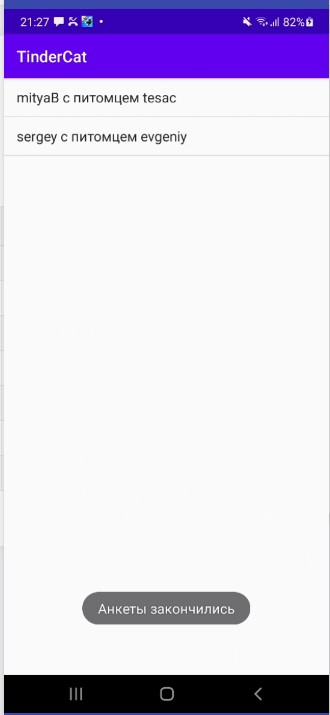 21:27 82%
TinderCat
mityaB с питомцем tesac
sergey с питомцем evgeniy
Анкеты закончились